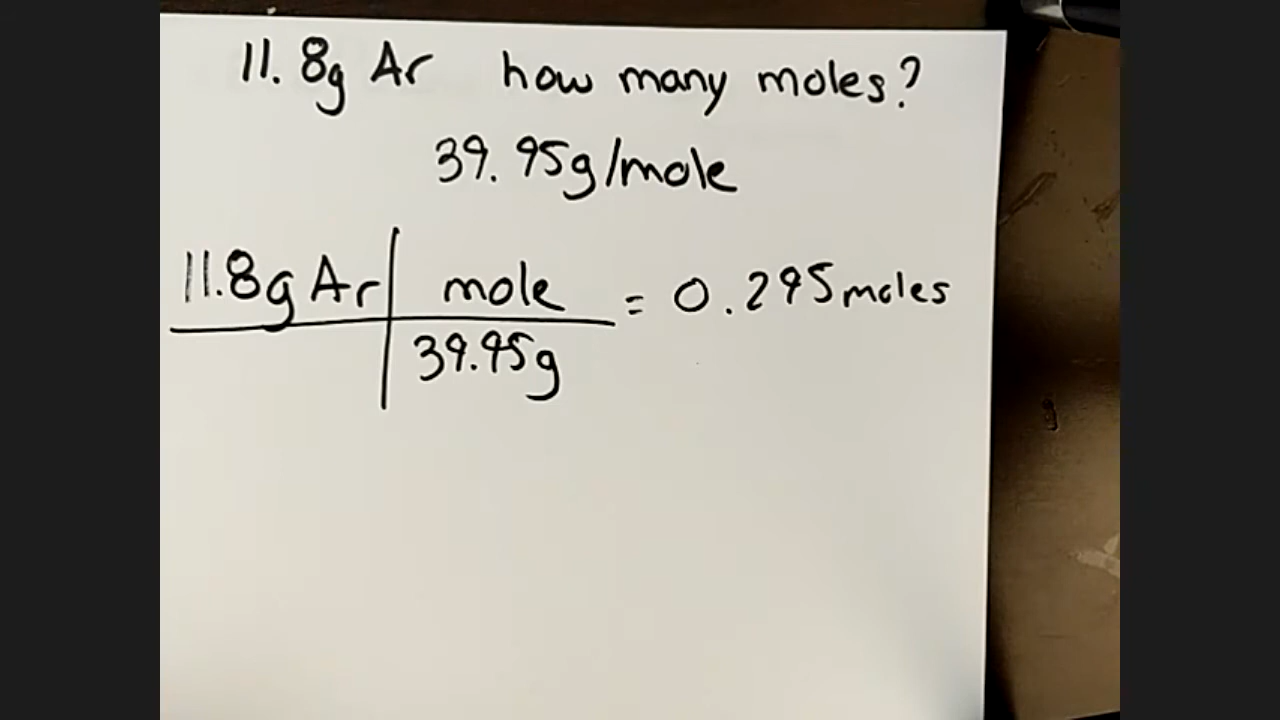 11.8g Ar how many moles?
39.95g/mole
11.8g Ar | mole = 0.295 moles
39.95g